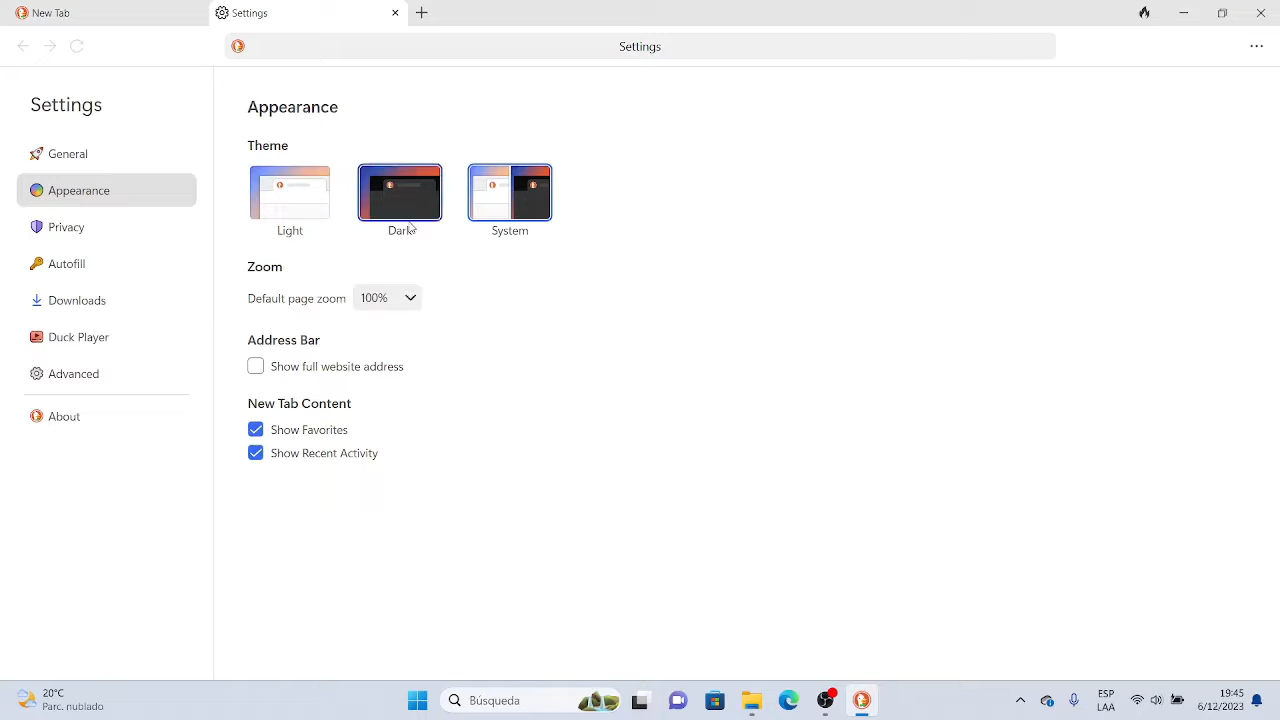 New Tab
Settings
Settings
Settings
General
Appearance
Privacy
Autofill
Downloads
Duck Player
Advanced
About
Appearance
Theme
Light
Dark
System
Zoom
Default page zoom 100%
Address Bar
Show full website address
New Tab Content
Show Favorites
Show Recent Activity
20°C
Parc. nublado
Búsqueda
ESP
LAA
19:45
6/12/2023